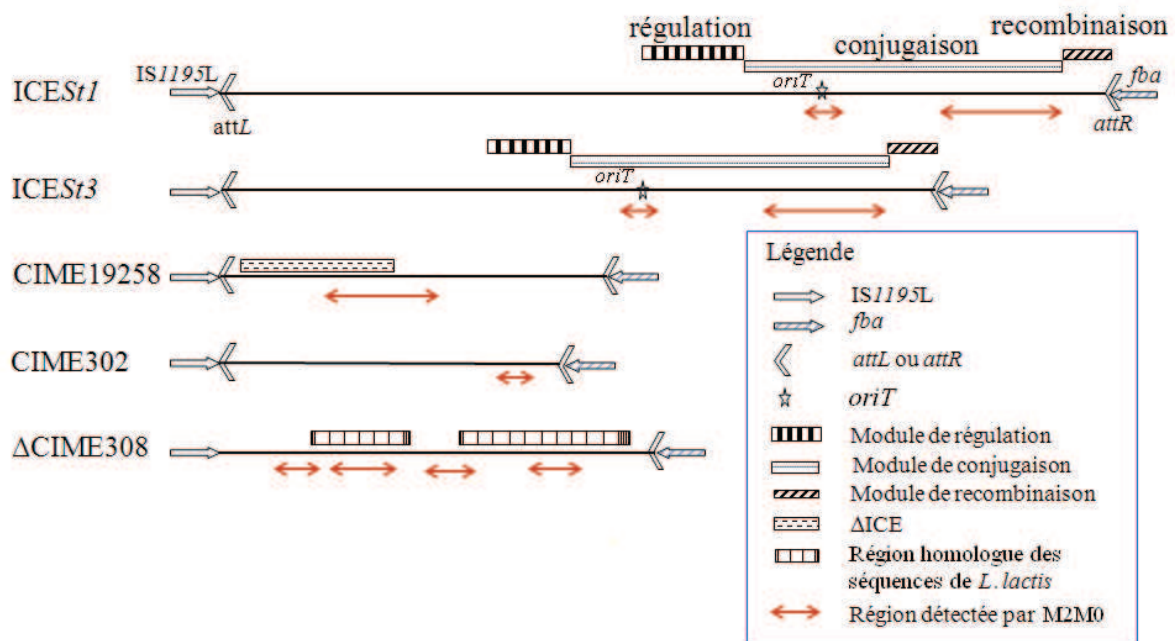 régulation
conjugaison
recombinaison
IS1195L
ICESt1
oriT
fba
attL
attR
ICESt3
oriT
CIME19258
CIME302
ΔCIME308
Légende
IS1195L
fba
attL ou attR
oriT
Module de régulation
Module de conjugaison
Module de recombinaison
ΔICE
Région homologue des
séquences de L. lactis
Région détectée par M2M0